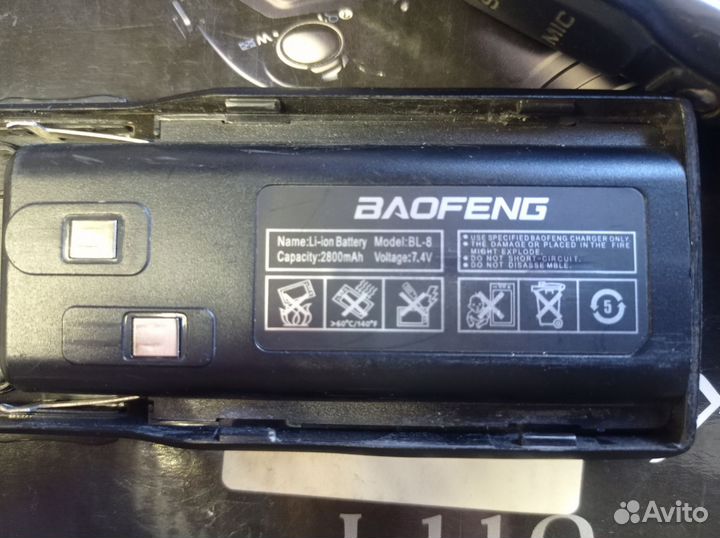 MIC
W
BAOFENG
Name:Li-ion Battery Model:BL-8
Capacity:2800mAh Voltage:7.4V
● USE SPECIFIED BAOFENG CHARGER ONLY.
● THE DAMAGE OR PLACING IN THE FIRE
MIGHT EXPLODE.
● DO NOT SHORT-CIRCUIT.
● DO NOT DISASSEMBLE.
>60°C/140°F
5
Avito